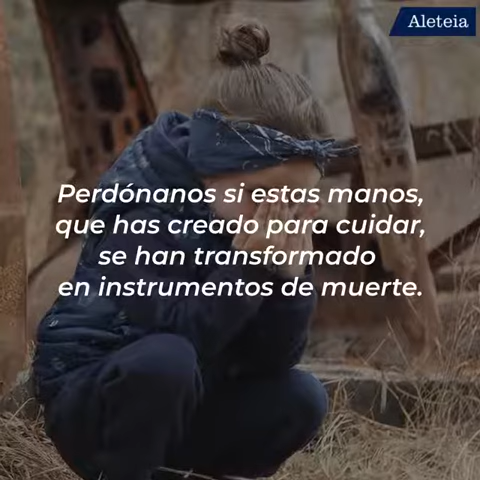 Aleteia
Perdónanos si estas manos,
que has creado para cuidar,
se han transformado
en instrumentos de muerte.